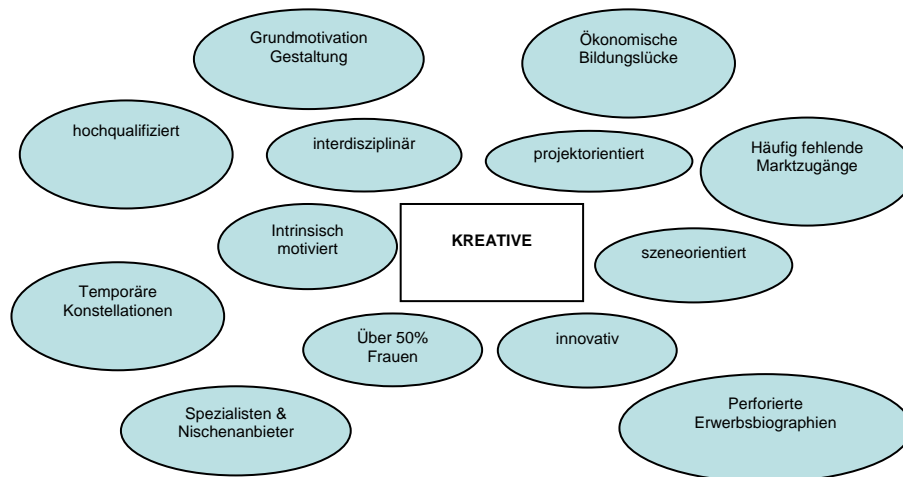 Grundmotivation
Gestaltung
Ökonomische
Bildungslücke
hochqualifiziert
interdisziplinär
projektorientiert
Häufig fehlende
Marktzugänge
Intrinsisch
motiviert
KREATIVE
szeneorientiert
Temporäre
Konstellationen
Über 50%
Frauen
innovativ
Spezialisten &
Nischenanbieter
Perforierte
Erwerbsbiographien